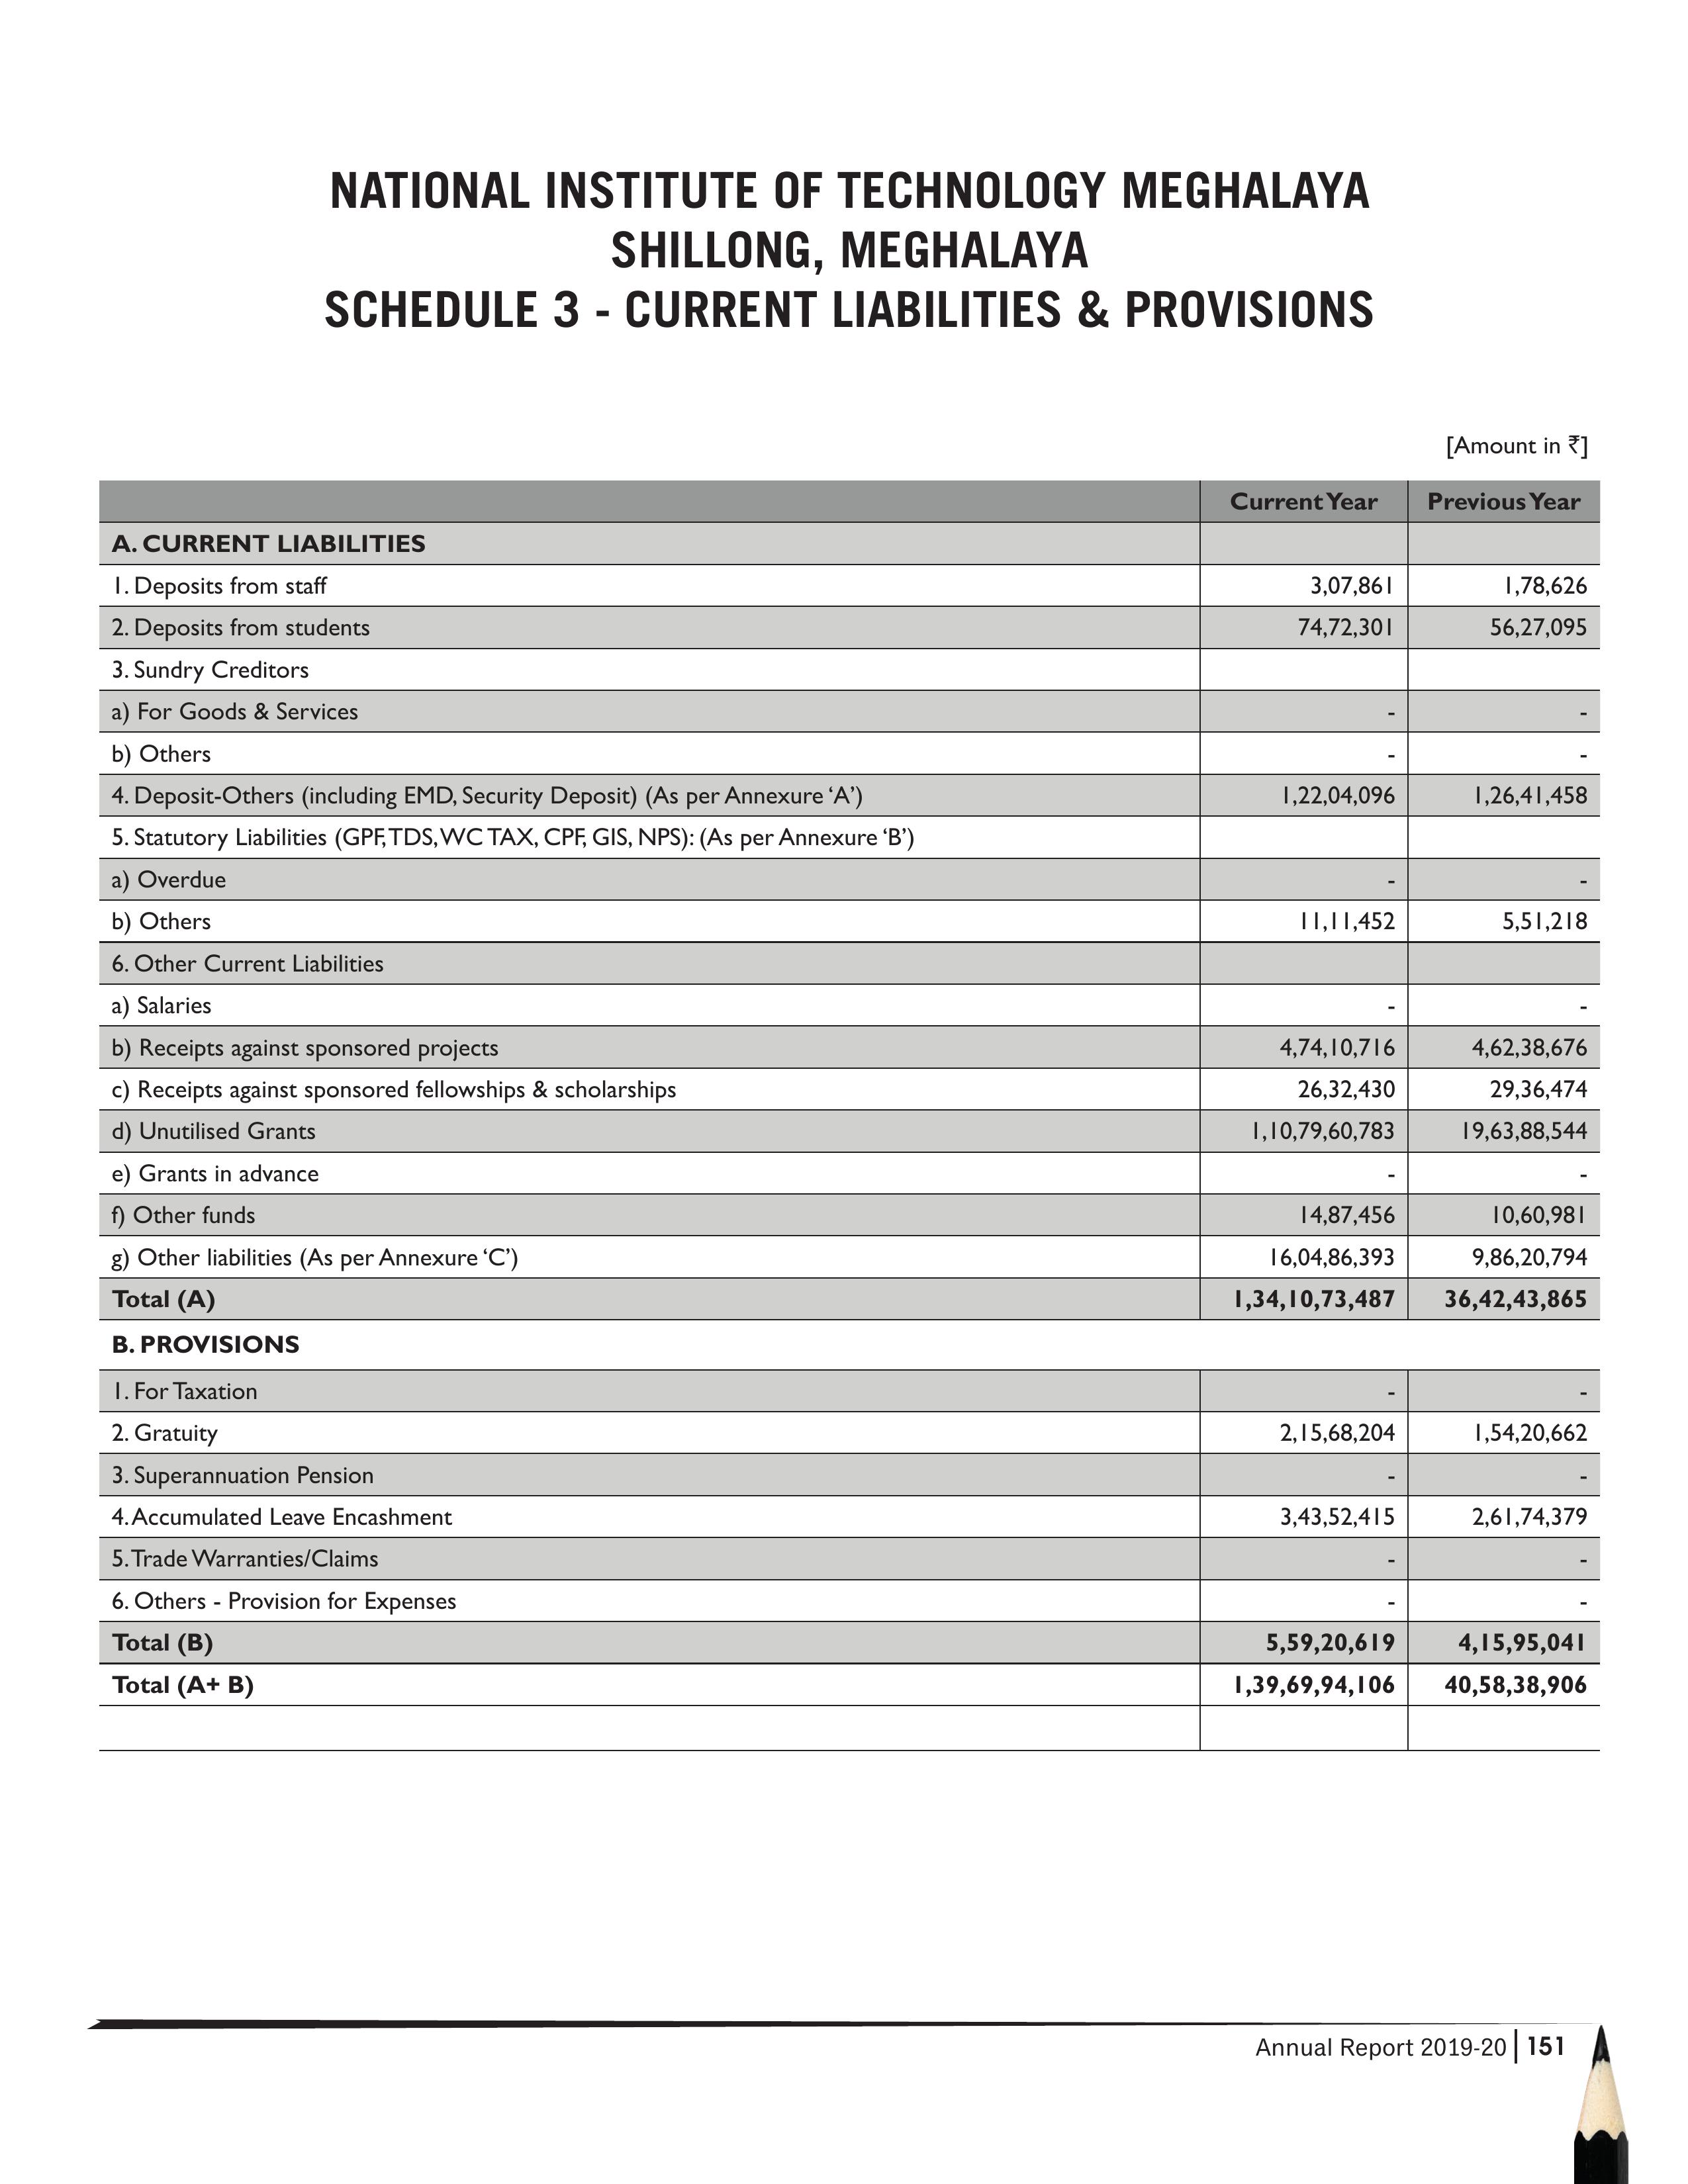 NATIONAL INSTITUTE OF TECHNOLOGY MEGHALAYA
SHILLONG, MEGHALAYA
SCHEDULE 3 - CURRENT LIABILITIES & PROVISIONS
[Amount in ₹]
Current Year Previous Year
A. CURRENT LIABILITIES
1. Deposits from staff 3,07,861 1,78,626
2. Deposits from students 74,72,301 56,27,095
3. Sundry Creditors
a) For Goods & Services - -
b) Others - -
4. Deposit-Others (including EMD, Security Deposit) (As per Annexure ‘A’) 1,22,04,096 1,26,41,458
5. Statutory Liabilities (GPF, TDS, WC TAX, CPF, GIS, NPS): (As per Annexure ‘B’)
a) Overdue - -
b) Others 11,11,452 5,51,218
6. Other Current Liabilities
a) Salaries - -
b) Receipts against sponsored projects 4,74,10,716 4,62,38,676
c) Receipts against sponsored fellowships & scholarships 26,32,430 29,36,474
d) Unutilised Grants 1,10,79,60,783 19,63,88,544
e) Grants in advance - -
f) Other funds 14,87,456 10,60,981
g) Other liabilities (As per Annexure ‘C’) 16,04,86,393 9,86,20,794
Total (A) 1,34,10,73,487 36,42,43,865
B. PROVISIONS
1. For Taxation - -
2. Gratuity 2,15,68,204 1,54,20,662
3. Superannuation Pension - -
4. Accumulated Leave Encashment 3,43,52,415 2,61,74,379
5. Trade Warranties/Claims - -
6. Others - Provision for Expenses - -
Total (B) 5,59,20,619 4,15,95,041
Total (A+ B) 1,39,69,94,106 40,58,38,906
Annual Report 2019-20 151